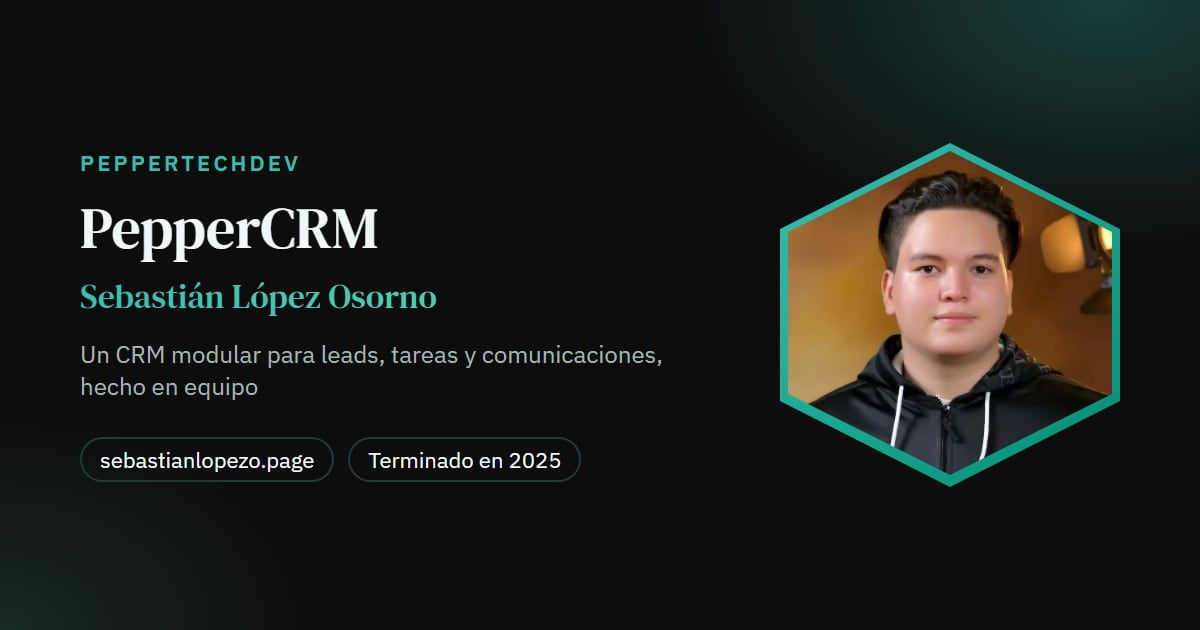 PEPPERTECHDEV
PepperCRM
Sebastián López Osorno
Un CRM modular para leads, tareas y comunicaciones,
hecho en equipo
sebastianlopezo.page
Terminado en 2025